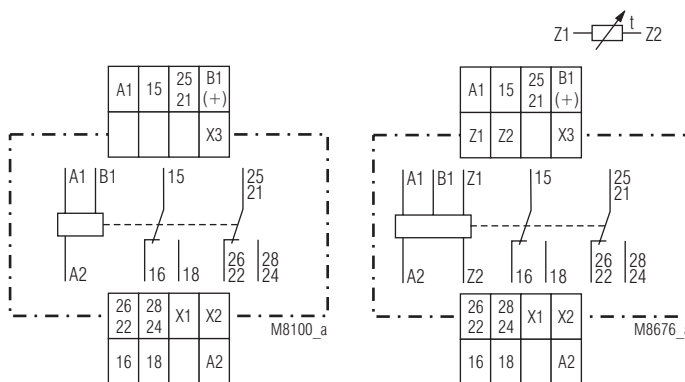 Z1 t Z2
A1 15 25 21 B1 (+)
X3
A1 B1 15 25 21
A2 16 18 26 22 28 24
26 22 28 24 X1 X2
M8100_a
16 18 A2
A1 15 25 21 B1 (+)
Z1 Z2 X3
A1 B1 Z1 15 25 21
A2 Z2 16 18 26 22 28 24
26 22 28 24 X1 X2
M8676_a
16 18 A2